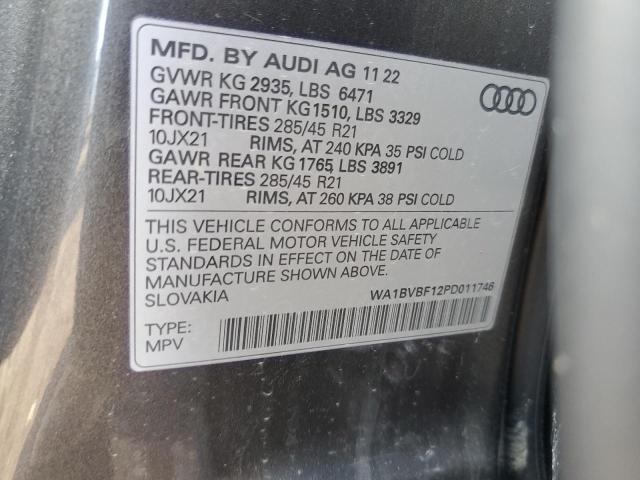 MFD. BY AUDI AG 11 22
GVWR KG 2935, LBS 6471
GAWR FRONT KG1510, LBS 3329
FRONT-TIRES 285/45 R21
10JX21 RIMS, AT 240 KPA 35 PSI COLD
GAWR REAR KG 1765, LBS 3891
REAR-TIRES 285/45 R21
10JX21 RIMS, AT 260 KPA 38 PSI COLD
THIS VEHICLE CONFORMS TO ALL APPLICABLE
U.S. FEDERAL MOTOR VEHICLE SAFETY
STANDARDS IN EFFECT ON THE DATE OF
MANUFACTURE SHOWN ABOVE.
SLOVAKIA WA1BVBF12PD011746
TYPE:
MPV